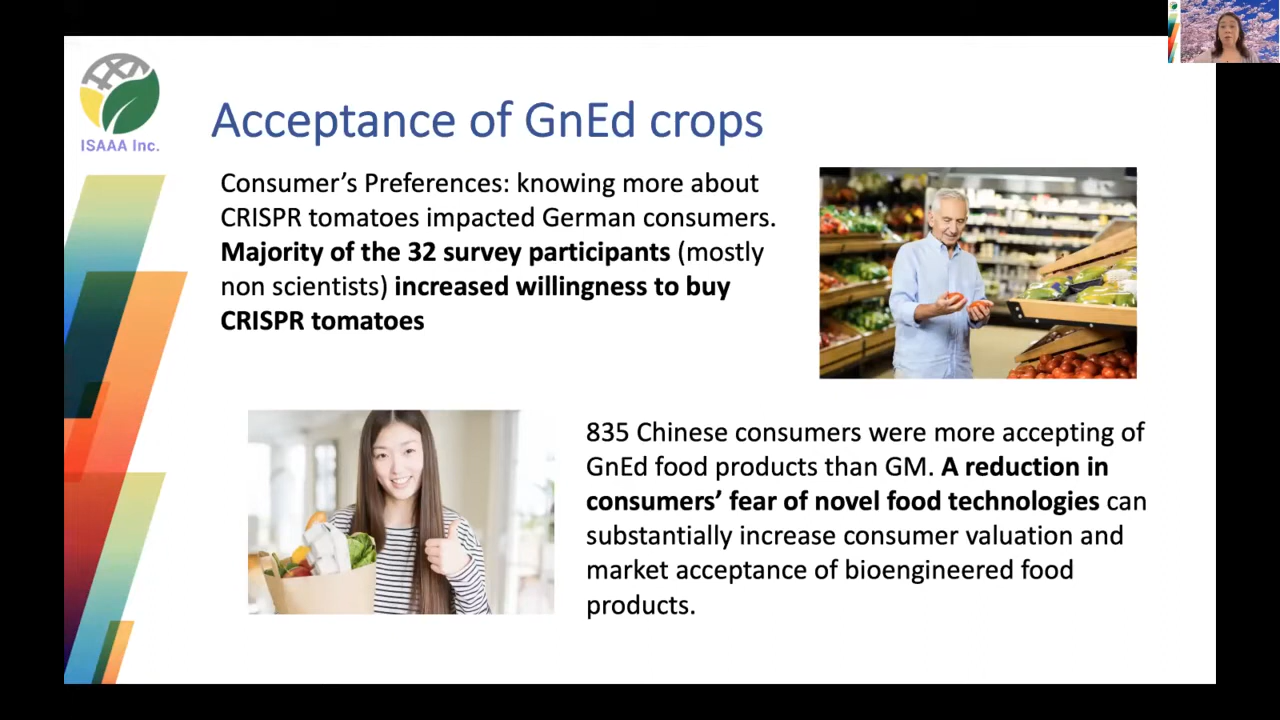 ISAAA Inc.
Acceptance of GnEd crops
Consumer’s Preferences: knowing more about
CRISPR tomatoes impacted German consumers.
Majority of the 32 survey participants (mostly
non scientists) increased willingness to buy
CRISPR tomatoes
835 Chinese consumers were more accepting of
GnEd food products than GM. A reduction in
consumers’ fear of novel food technologies can
substantially increase consumer valuation and
market acceptance of bioengineered food
products.